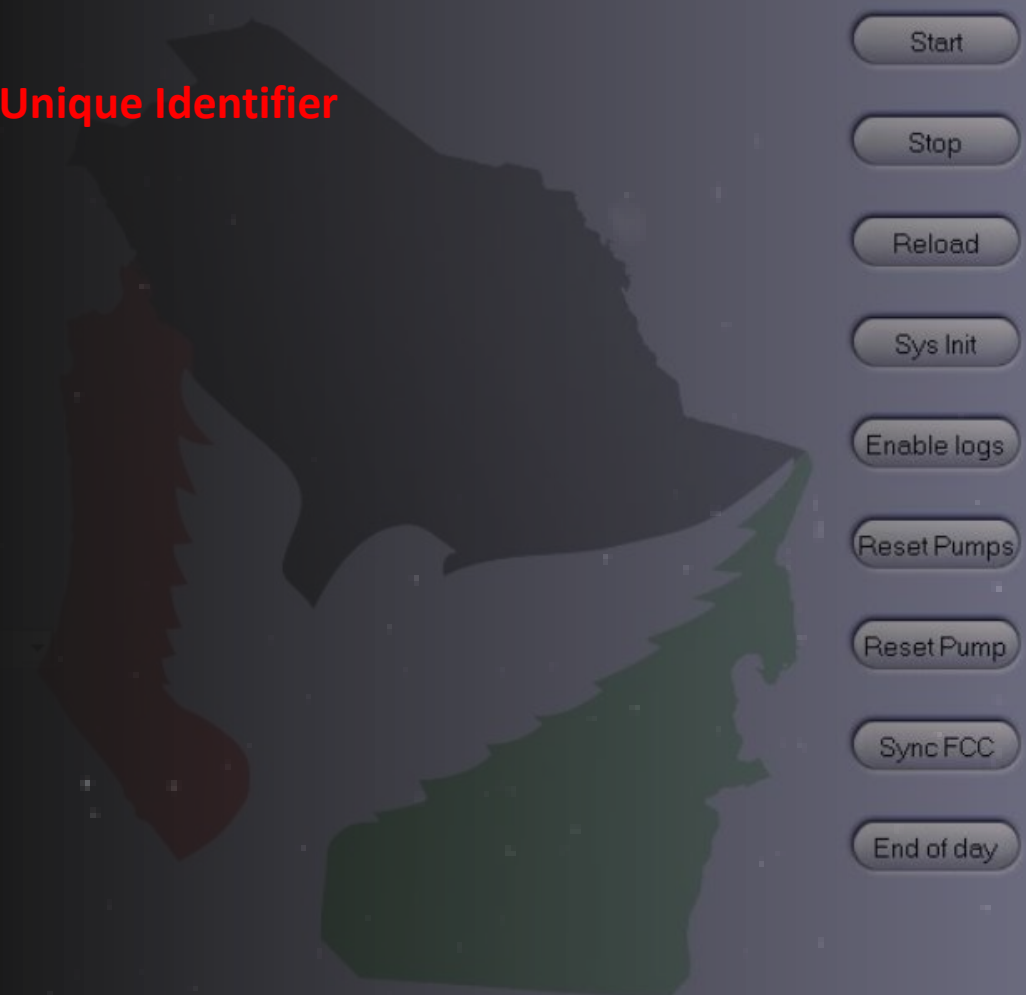 Start
Unique Identifier
Stop
Reload
Sys Init
Enable logs
Reset Pumps
Reset Pump
Sync FCC
End of day